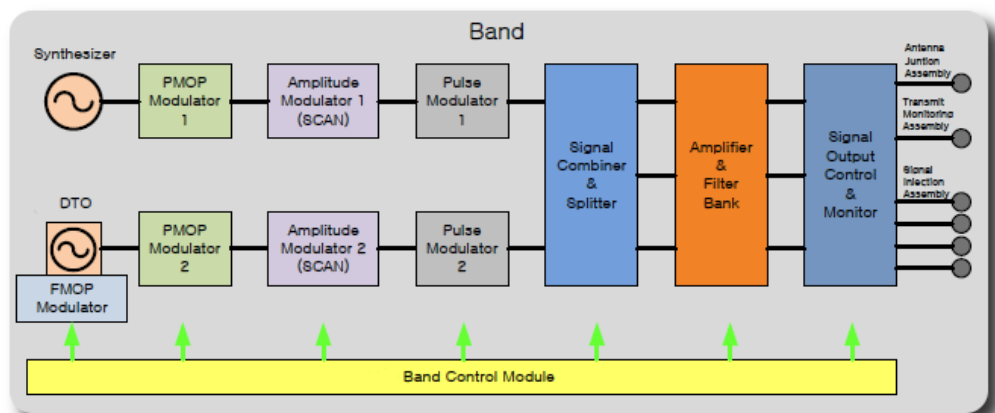 Band
Synthesizer
PMOP
Modulator
1
Amplitude
Modulator 1
(SCAN)
Pulse
Modulator
1
Signal
Combiner
&
Splitter
Amplifier
&
Filter
Bank
Signal
Output
Control
&
Monitor
Antenna
Juntion
Assembly
Transmit
Monitoring
Assembly
Signal
Injection
Assembly
DTO
FMOP
Modulator
PMOP
Modulator
2
Amplitude
Modulator 2
(SCAN)
Pulse
Modulator
2
Band Control Module